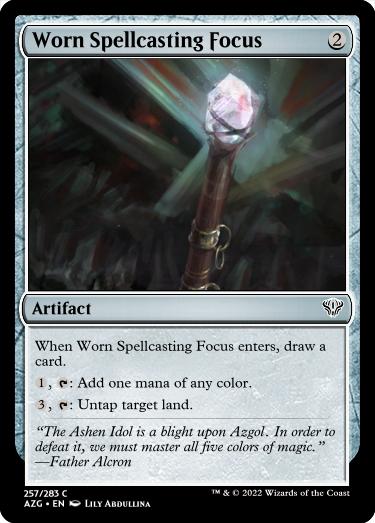 Worn Spellcasting Focus 2
Artifact
When Worn Spellcasting Focus enters, draw a
card.
1, : Add one mana of any color.
3, : Untap target land.
“The Ashen Idol is a blight upon Azgol. In order
to defeat it, we must master all five colors of magic.”
—Father Alcron
257/283 C
AZG • EN Lily Abdullina
™ & © 2022 Wizards of the Coast